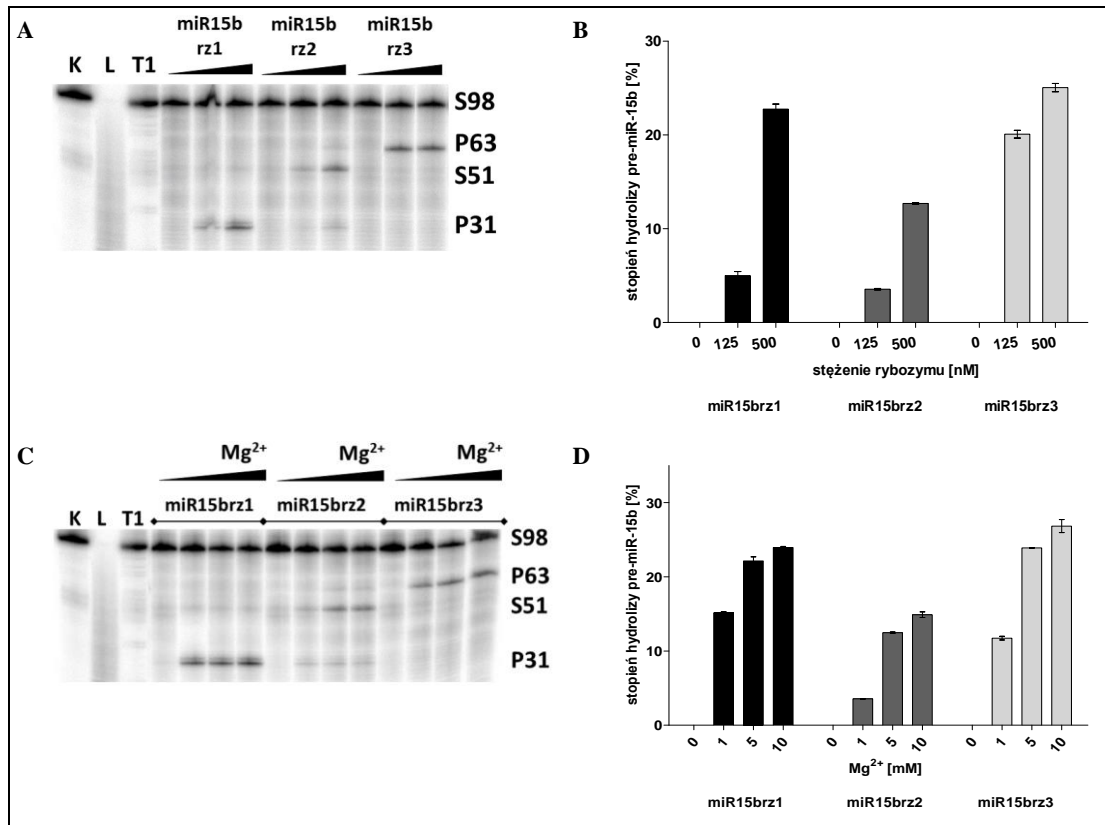 A
miR15b miR15b miR15b
rz1 rz2 rz3
K L T1
S98
P63
S51
P31
B
stopień hydrolizy pre-miR-15b [%]
30
20
10
0
0 125 500 0 125 500 0 125 500
stężenie rybozymu [nM]
miR15brz1 miR15brz2 miR15brz3
C
Mg²⁺ Mg²⁺ Mg²⁺
miR15brz1 miR15brz2 miR15brz3
K L T1
S98
P63
S51
P31
D
stopień hydrolizy pre-miR-15b [%]
30
20
10
0
0 1 5 10 0 1 5 10 0 1 5 10
Mg²⁺ [mM]
miR15brz1 miR15brz2 miR15brz3